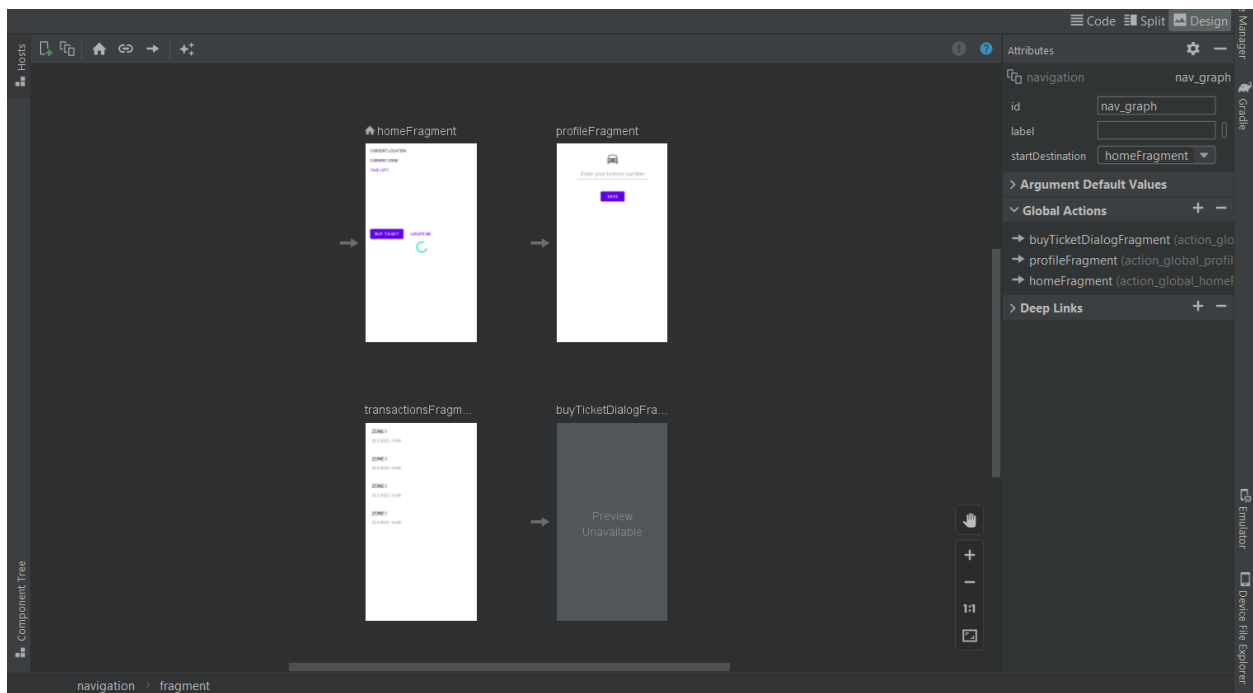 Code Split Design
Hosts
Attributes
navigation nav_graph
id nav_graph
label
startDestination homeFragment
Argument Default Values
Global Actions
buyTicketDialogFragment (action_glo
profileFragment (action_global_profil
homeFragment (action_global_homeF
Deep Links
homeFragment
CURRENT LOCATION:
CURRENT ZONE:
TIME LEFT:
BUY TICKET LOCATE ME
profileFragment
Enter your licence number
SAVE
transactionsFragm...
ZONE I
ZONE I
ZONE I
ZONE I
buyTicketDialogFra...
Preview
Unavailable
1:1
Component Tree
navigation fragment
e Manager
Gradle
Emulator
Device File Explorer